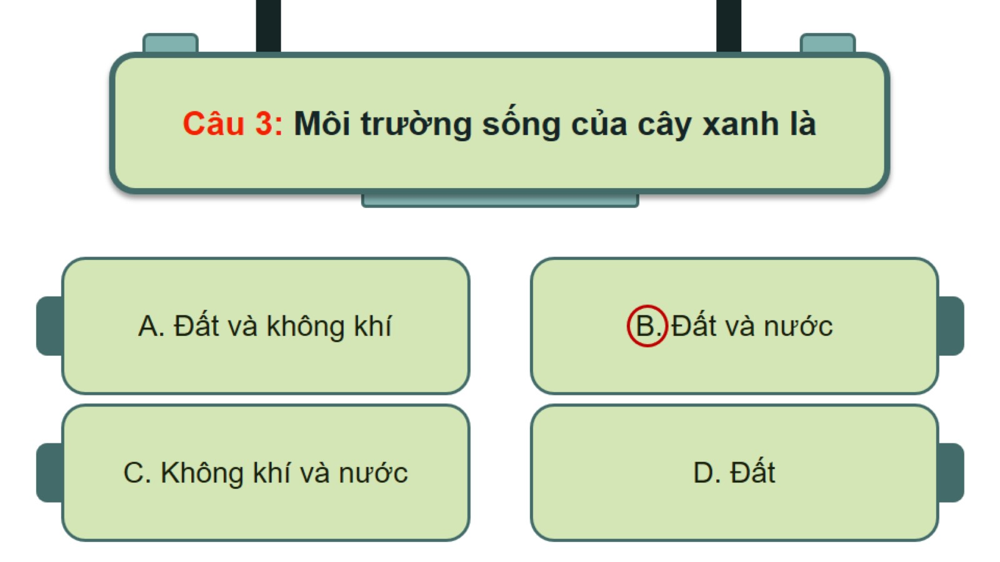 Câu 3: Môi trường sống của cây xanh là
A. Đất và không khí
B. Đất và nước
C. Không khí và nước
D. Đất